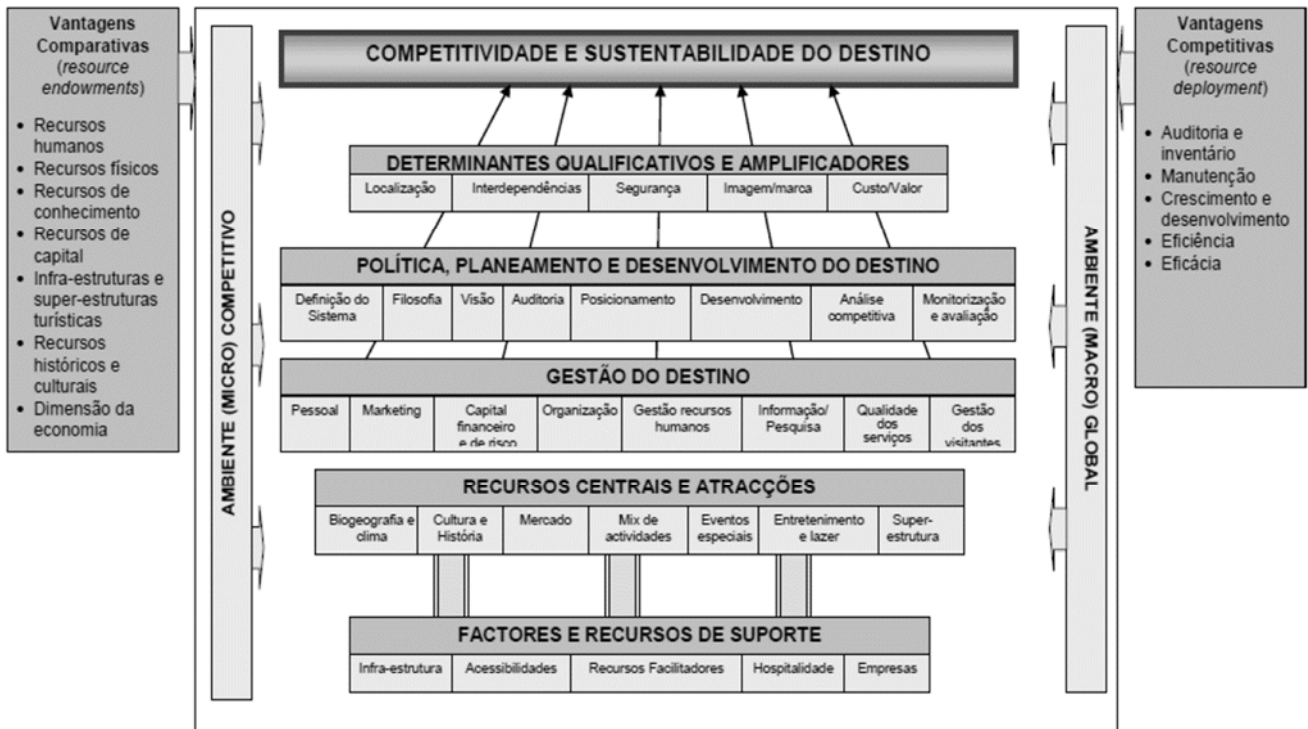 Vantagens
Comparativas
(resource
endowments)
• Recursos
humanos
• Recursos físicos
• Recursos de
conhecimento
• Recursos de
capital
• Infra-estruturas e
super-estruturas
turísticas
• Recursos
históricos e
culturais
• Dimensão da
economia
AMBIENTE (MICRO) COMPETITIVO
COMPETITIVIDADE E SUSTENTABILIDADE DO DESTINO
DETERMINANTES QUALIFICATIVOS E AMPLIFICADORES
Localização
Interdependências
Segurança
Imagem/marca
Custo/Valor
POLÍTICA, PLANEAMENTO E DESENVOLVIMENTO DO DESTINO
Definição do
Sistema
Filosofia
Visão
Auditoria
Posicionamento
Desenvolvimento
Análise
competitiva
Monitorização
e avaliação
GESTÃO DO DESTINO
Pessoal
Marketing
Capital
financeiro
e de risco
Organização
Gestão recursos
humanos
Informação/
Pesquisa
Qualidade
dos
serviços
Gestão
dos
visitantes
RECURSOS CENTRAIS E ATRACÇÕES
Biogeografia e
clima
Cultura e
História
Mercado
Mix de
actividades
Eventos
especiais
Entretenimento
e lazer
Super-
estrutura
FACTORES E RECURSOS DE SUPORTE
Infra-estrutura
Acessibilidades
Recursos Facilitadores
Hospitalidade
Empresas
AMBIENTE (MACRO) GLOBAL
Vantagens
Competitivas
(resource
deployment)
• Auditoria e
inventário
• Manutenção
• Crescimento e
desenvolvimento
• Eficiência
• Eficácia